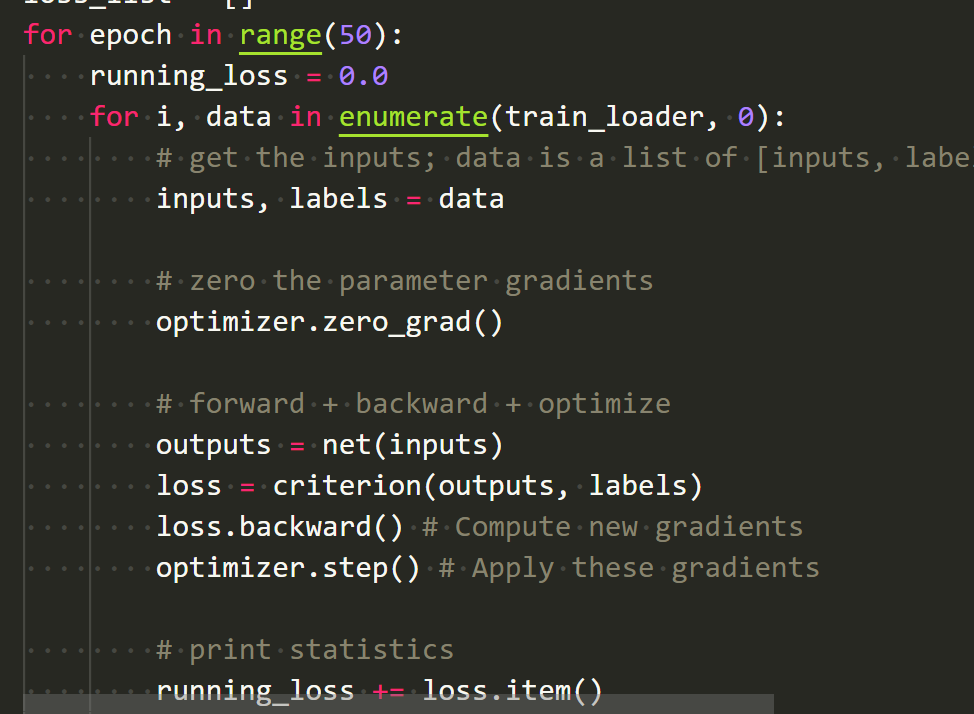 loss_list = []
for epoch in range(50):
    running_loss = 0.0
    for i, data in enumerate(train_loader, 0):
        # get the inputs; data is a list of [inputs,
        inputs, labels = data

        # zero the parameter gradients
        optimizer.zero_grad()

        # forward + backward + optimize
        outputs = net(inputs)
        loss = criterion(outputs, labels)
        loss.backward() # Compute new gradients
        optimizer.step() # Apply these gradients

        # print statistics
        running_loss += loss.item()